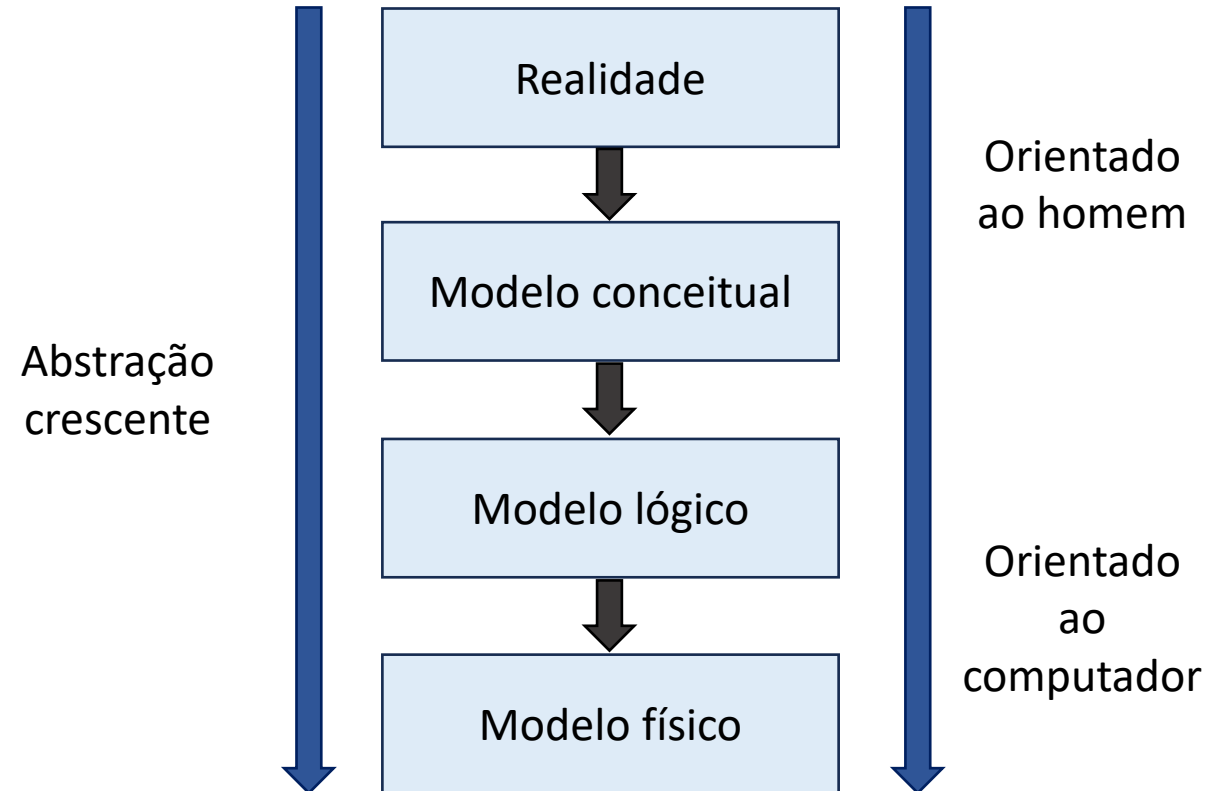 Realidade
Orientado
ao homem
Modelo conceitual
Abstração
crescente
Modelo lógico
Orientado
ao
computador
Modelo físico